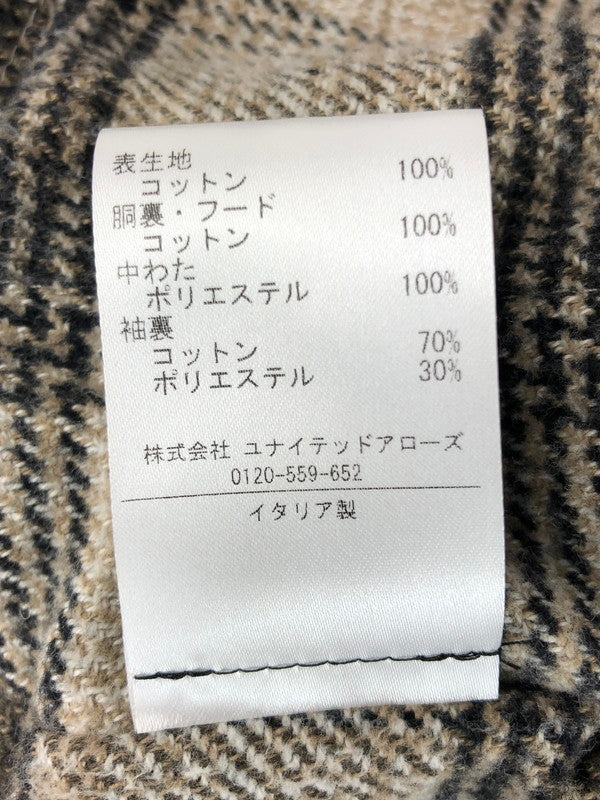 表生地
コットン 100%
胴裏・フード
コットン 100%
中わた
ポリエステル 100%
袖裏
コットン 70%
ポリエステル 30%
株式会社 ユナイテッドアローズ
0120-559-652
イタリア製